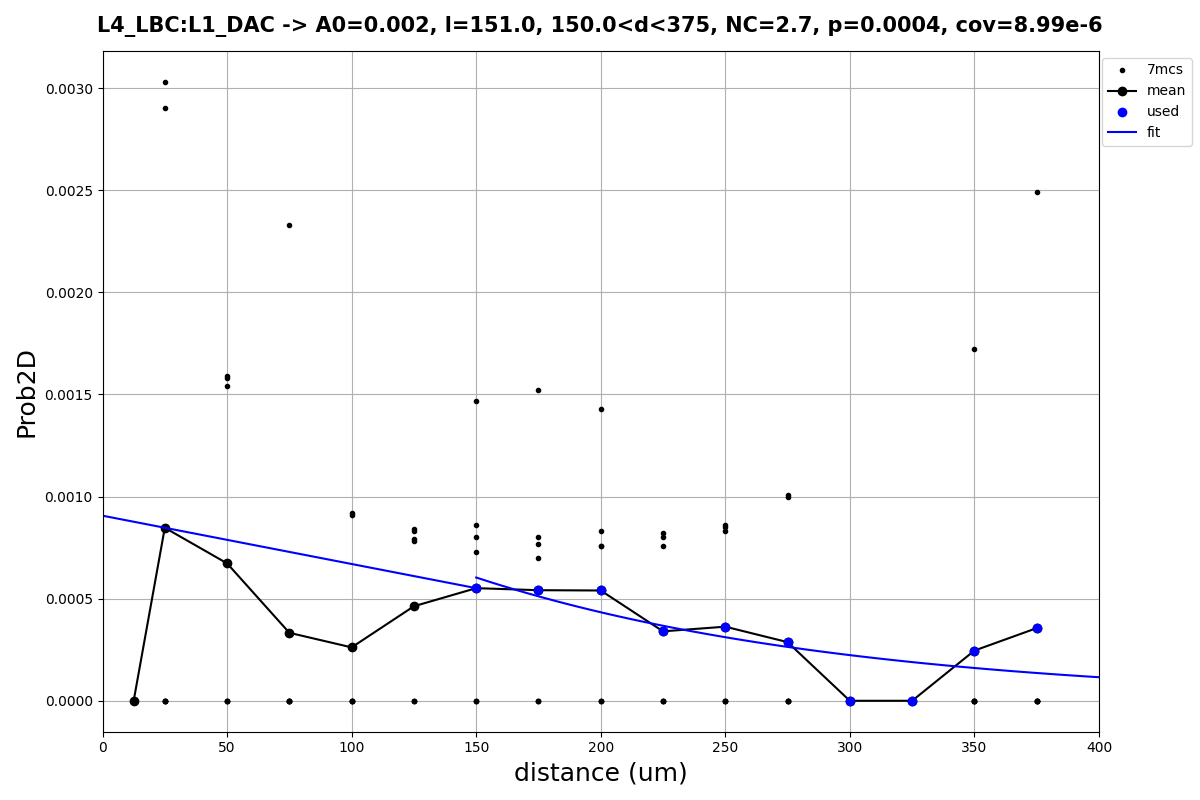 L4_LBC:L1_DAC -> A0=0.002, l=151.0, 150.0<d<375, NC=2.7, p=0.0004, cov=8.99e-6
7mcs
mean
used
fit
Prob2D
0.0030
0.0025
0.0020
0.0015
0.0010
0.0005
0.0000
0 50 100 150 200 250 300 350 400
distance (um)